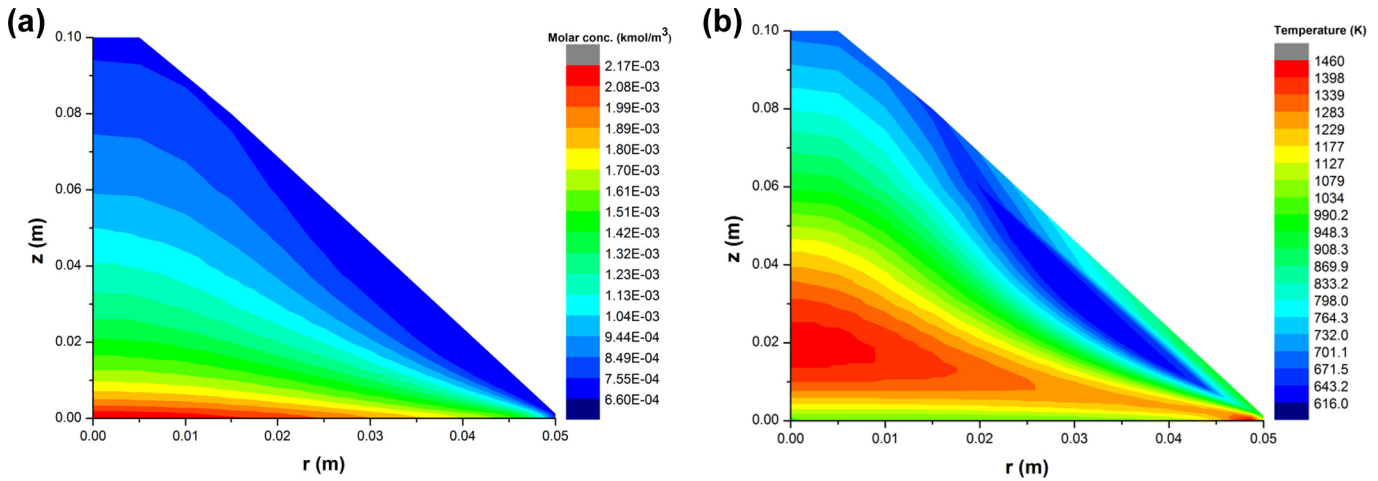 (a)
Molar conc. (kmol/m³)
2.17E-03
2.08E-03
1.99E-03
1.89E-03
1.80E-03
1.70E-03
1.61E-03
1.51E-03
1.42E-03
1.32E-03
1.23E-03
1.13E-03
1.04E-03
9.44E-04
8.49E-04
7.55E-04
6.60E-04
0.10
0.08
0.06
0.04
0.02
0.00
z (m)
0.00 0.01 0.02 0.03 0.04 0.05
r (m)
(b)
Temperature (K)
1460
1398
1339
1283
1229
1177
1127
1079
1034
990.2
948.3
908.3
869.9
833.2
798.0
764.3
732.0
701.1
671.5
643.2
616.0
0.10
0.08
0.06
0.04
0.02
0.00
z (m)
0.00 0.01 0.02 0.03 0.04 0.05
r (m)